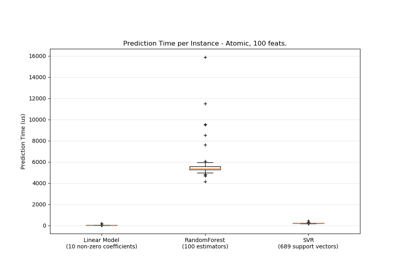 Prediction Time per Instance - Atomic, 100 feats.
16000
14000
12000
10000
8000
6000
4000
2000
0
Prediction Time (us)
Linear Model
(10 non-zero coefficients)
RandomForest
(100 estimators)
SVR
(689 support vectors)